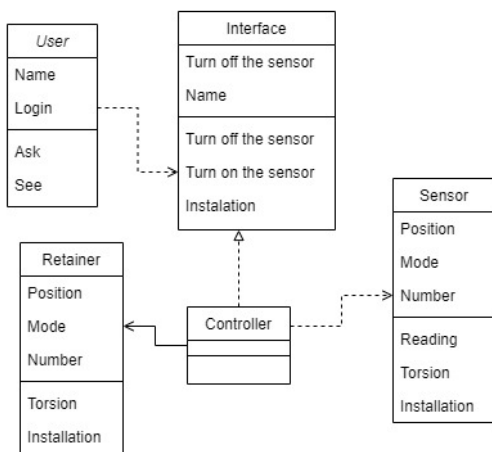 User
Name
Login
Ask
See
Interface
Turn off the sensor
Name
Turn off the sensor
Turn on the sensor
Instalation
Sensor
Position
Mode
Number
Reading
Torsion
Installation
Retainer
Position
Mode
Number
Torsion
Installation
Controller